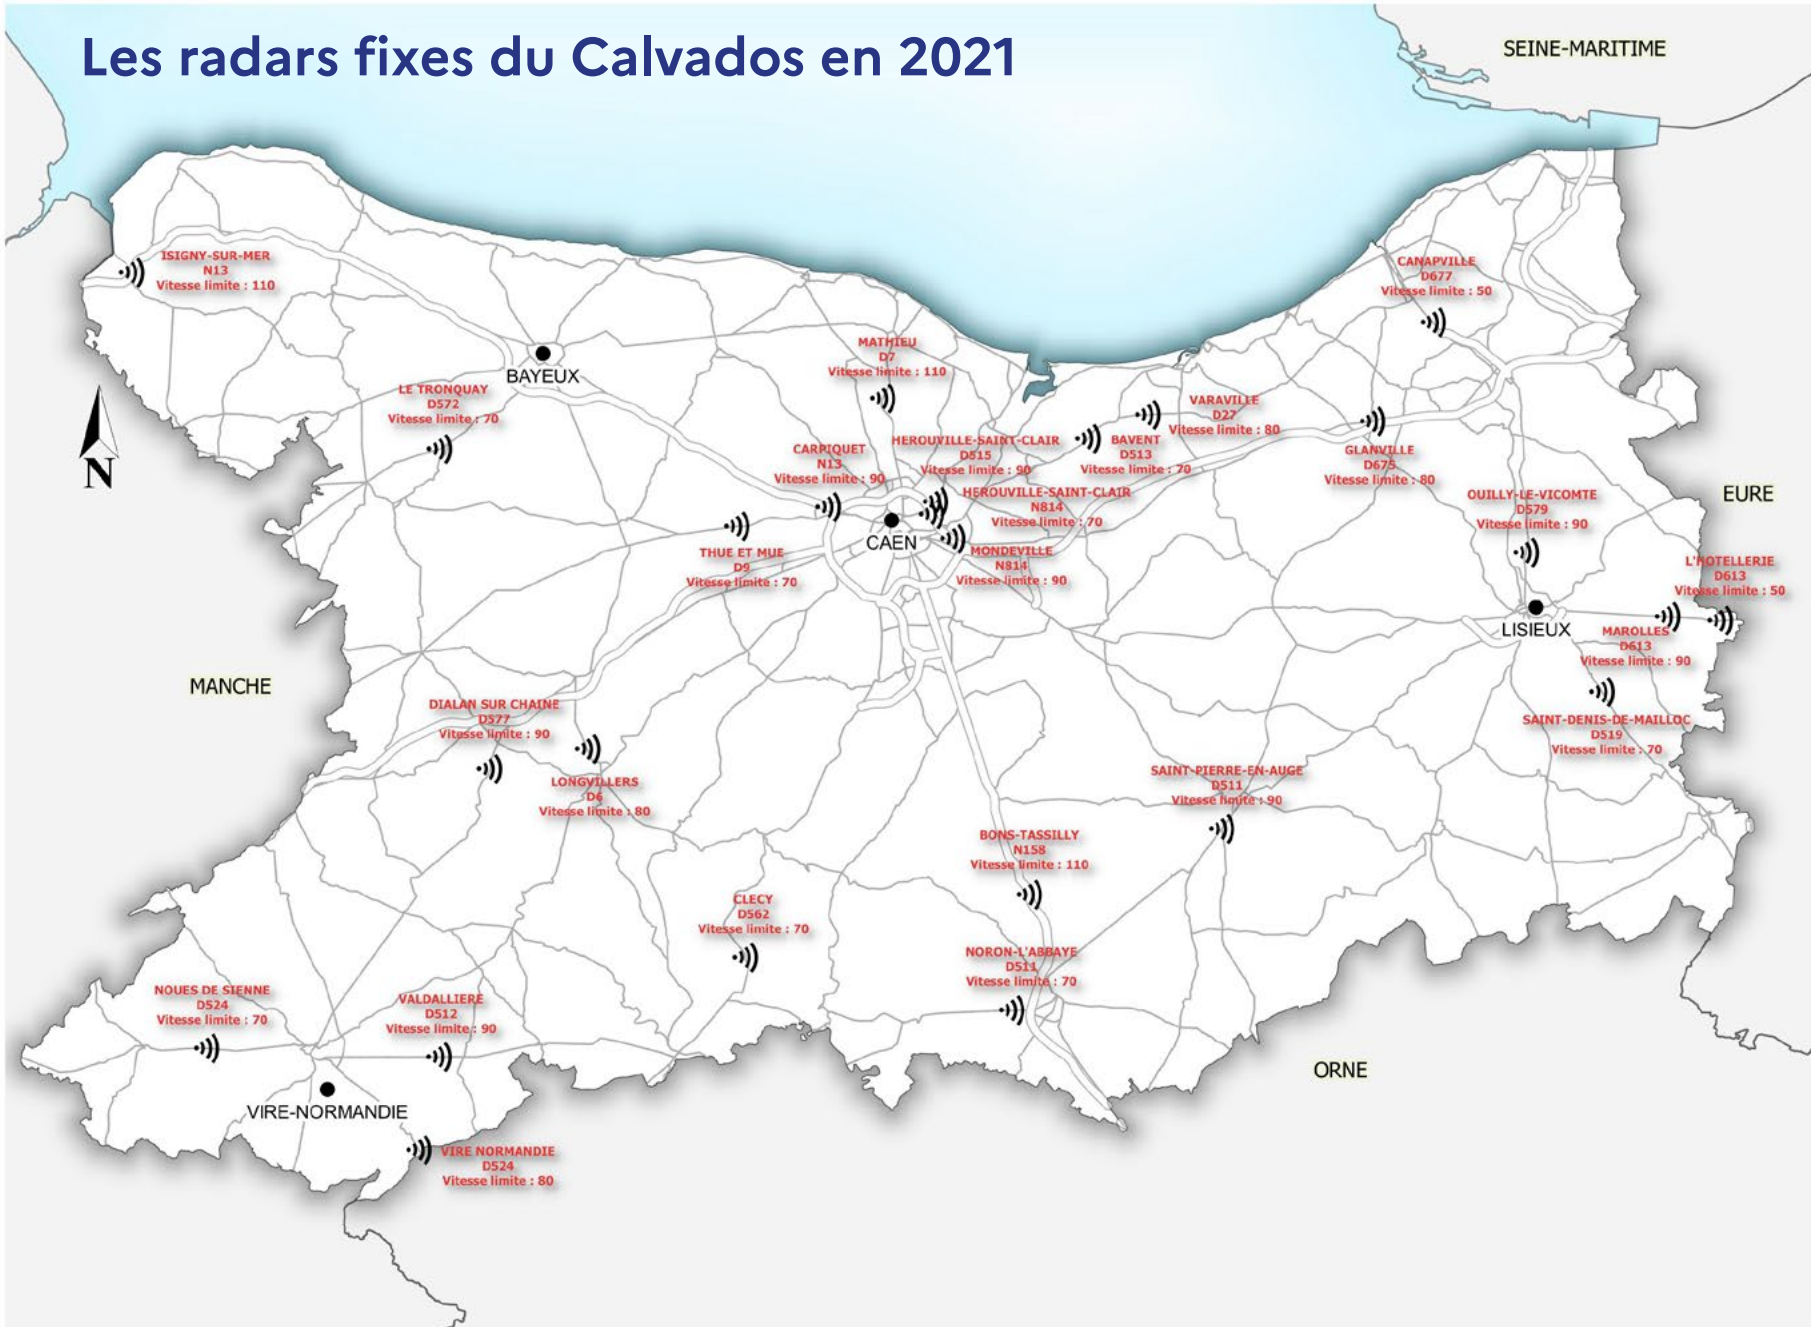 Les radars fixes du Calvados en 2021
SEINE-MARITIME
ISIGNY-SUR-MER
N13
Vitesse limite : 110
CANAPVILLE
D677
Vitesse limite : 50
BAYEUX
MATHIEU
D7
Vitesse limite : 110
LE TRONQUAY
D572
Vitesse limite : 70
N
VARAVILLE
D27
Vitesse limite : 80
BAVENT
D513
Vitesse limite : 70
HEROUVILLE-SAINT-CLAIR
D515
Vitesse limite : 90
CARPIQUET
N13
Vitesse limite : 90
GLANVILLE
D675
Vitesse limite : 80
HEROUVILLE-SAINT-CLAIR
N814
Vitesse limite : 70
OUILLY-LE-VICOMTE
D579
Vitesse limite : 90
EURE
CAEN
THUE ET MUE
D9
Vitesse limite : 70
MONDEVILLE
N814
Vitesse limite : 90
L'HOTELLERIE
D613
Vitesse limite : 50
LISIEUX
MAROLLES
D613
Vitesse limite : 90
MANCHE
DIALAN SUR CHAINE
D577
Vitesse limite : 90
SAINT-DENIS-DE-MAILLOC
D519
Vitesse limite : 70
LONGVILLERS
D6
Vitesse limite : 80
SAINT-PIERRE-EN-AUGE
D511
Vitesse limite : 90
BONS-TASSILLY
N158
Vitesse limite : 110
CLECY
D562
Vitesse limite : 70
NORON-L'ABBAYE
D511
Vitesse limite : 70
NOUES DE SIENNE
D524
Vitesse limite : 70
VALDALLIERE
D512
Vitesse limite : 90
ORNE
VIRE-NORMANDIE
VIRE NORMANDIE
D524
Vitesse limite : 80